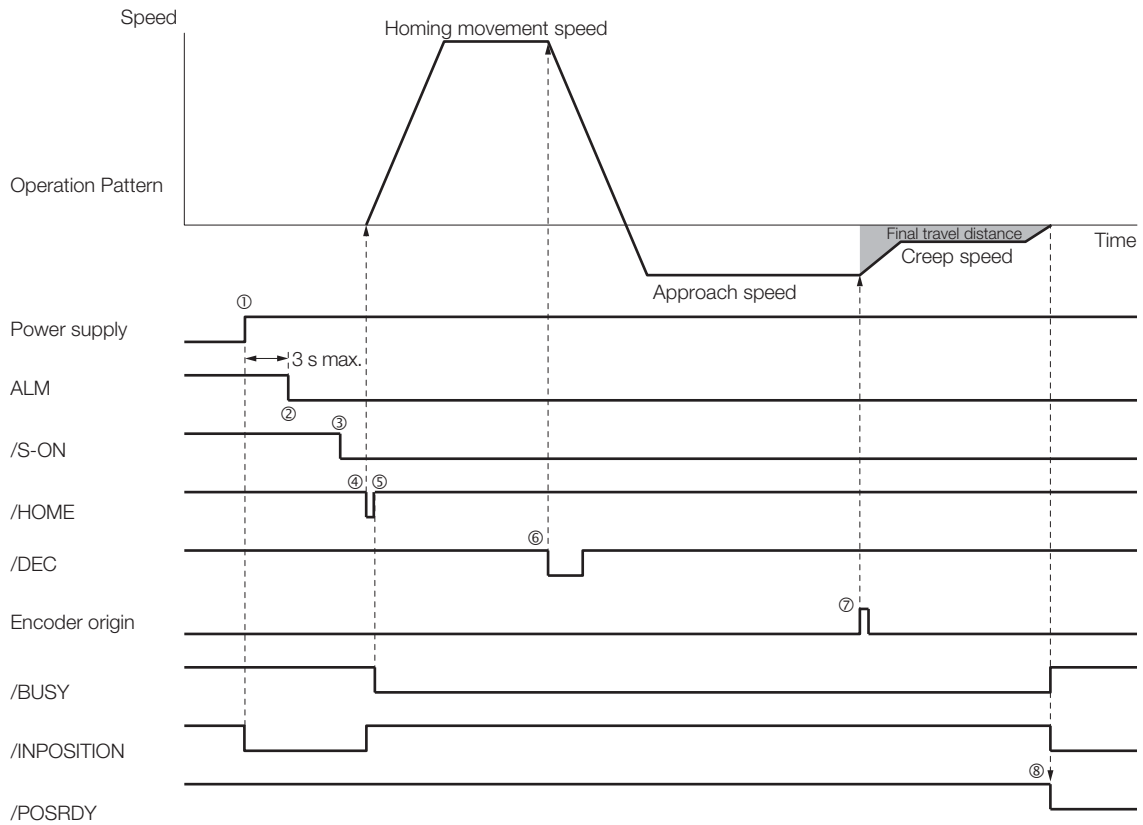 Speed
Homing movement speed
Operation Pattern
Final travel distance
Time
Creep speed
Approach speed
①
Power supply
3 s max.
ALM
②
③
/S-ON
④ ⑤
/HOME
⑥
/DEC
⑦
Encoder origin
/BUSY
/INPOSITION
⑧
/POSRDY